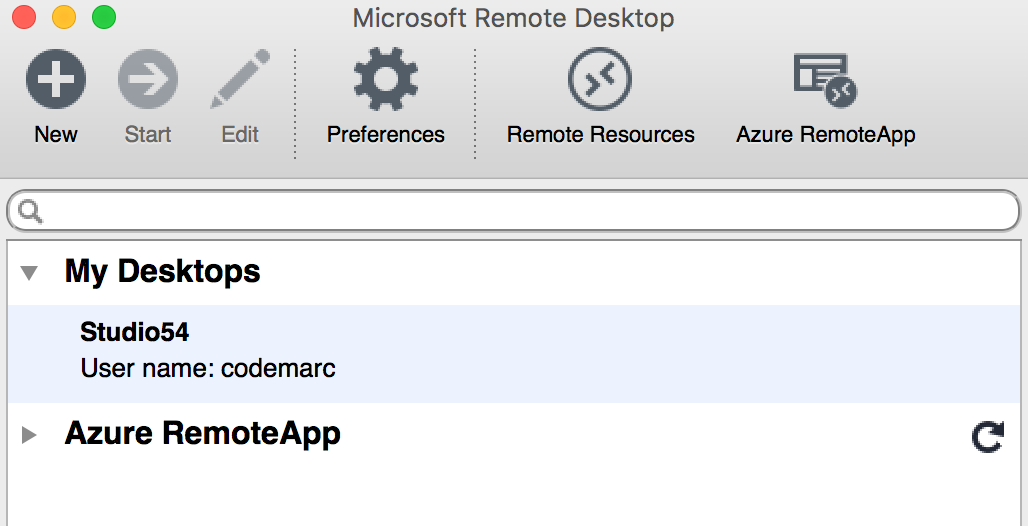 Microsoft Remote Desktop
New Start Edit Preferences Remote Resources Azure RemoteApp
My Desktops
Studio54
User name: codemarc
Azure RemoteApp